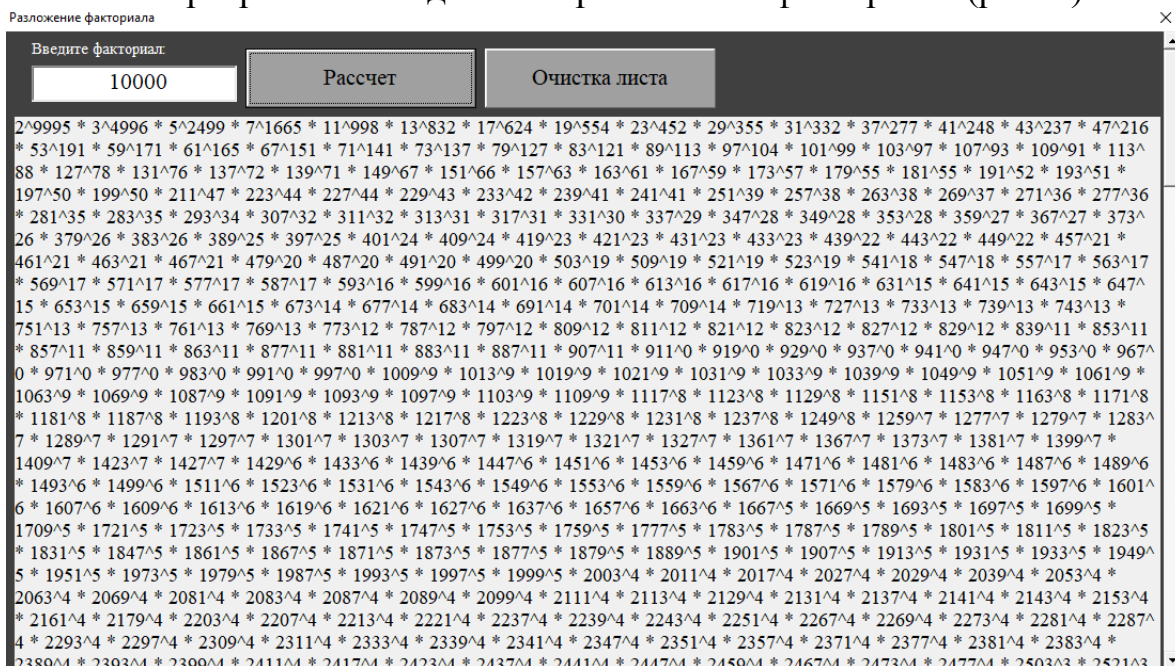 Разложение факториала
Введите факториал:
10000 Рассчет Очистка листа
2^9995 * 3^4996 * 5^2499 * 7^1665 * 11^998 * 13^832 * 17^624 * 19^554 * 23^452 * 29^355 * 31^332 * 37^277 * 41^248 * 43^237 * 47^216
* 53^191 * 59^171 * 61^165 * 67^151 * 71^141 * 73^137 * 79^127 * 83^121 * 89^113 * 97^104 * 101^99 * 103^97 * 107^93 * 109^91 * 113^
88 * 127^78 * 131^76 * 137^72 * 139^71 * 149^67 * 151^66 * 157^63 * 163^61 * 167^59 * 173^57 * 179^55 * 181^55 * 191^52 * 193^51 *
197^50 * 199^50 * 211^47 * 223^44 * 227^44 * 229^43 * 233^42 * 239^41 * 241^41 * 251^39 * 257^38 * 263^38 * 269^37 * 271^36 * 277^36
* 281^35 * 283^35 * 293^34 * 307^32 * 311^32 * 313^31 * 317^31 * 331^30 * 337^29 * 347^28 * 349^28 * 353^28 * 359^27 * 367^27 * 373^
26 * 379^26 * 383^26 * 389^25 * 397^25 * 401^24 * 409^24 * 419^23 * 421^23 * 431^23 * 433^23 * 439^22 * 443^22 * 449^22 * 457^21 *
461^21 * 463^21 * 467^21 * 479^20 * 487^20 * 491^20 * 499^20 * 503^19 * 509^19 * 521^19 * 523^19 * 541^18 * 547^18 * 557^17 * 563^17
* 569^17 * 571^17 * 577^17 * 587^17 * 593^16 * 599^16 * 601^16 * 607^16 * 613^16 * 617^16 * 619^16 * 631^15 * 641^15 * 643^15 * 647^
15 * 653^15 * 659^15 * 661^15 * 673^14 * 677^14 * 683^14 * 691^14 * 701^14 * 709^14 * 719^13 * 727^13 * 733^13 * 739^13 * 743^13 *
751^13 * 757^13 * 761^13 * 769^13 * 773^12 * 787^12 * 797^12 * 809^12 * 811^12 * 821^12 * 823^12 * 827^12 * 829^12 * 839^11 * 853^11
* 857^11 * 859^11 * 863^11 * 877^11 * 881^11 * 883^11 * 887^11 * 907^11 * 911^0 * 919^0 * 929^0 * 937^0 * 941^0 * 947^0 * 953^0 * 967^
0 * 971^0 * 977^0 * 983^0 * 991^0 * 997^0 * 1009^9 * 1013^9 * 1019^9 * 1021^9 * 1031^9 * 1033^9 * 1039^9 * 1049^9 * 1051^9 * 1061^9 *
1063^9 * 1069^9 * 1087^9 * 1091^9 * 1093^9 * 1097^9 * 1103^9 * 1109^9 * 1117^8 * 1123^8 * 1129^8 * 1151^8 * 1153^8 * 1163^8 * 1171^8
* 1181^8 * 1187^8 * 1193^8 * 1201^8 * 1213^8 * 1217^8 * 1223^8 * 1229^8 * 1231^8 * 1237^8 * 1249^8 * 1259^7 * 1277^7 * 1279^7 * 1283^
7 * 1289^7 * 1291^7 * 1297^7 * 1301^7 * 1303^7 * 1307^7 * 1319^7 * 1321^7 * 1327^7 * 1361^7 * 1367^7 * 1373^7 * 1381^7 * 1399^7 *
1409^7 * 1423^7 * 1427^7 * 1429^6 * 1433^6 * 1439^6 * 1447^6 * 1451^6 * 1453^6 * 1459^6 * 1471^6 * 1481^6 * 1483^6 * 1487^6 * 1489^6
* 1493^6 * 1499^6 * 1511^6 * 1523^6 * 1531^6 * 1543^6 * 1549^6 * 1553^6 * 1559^6 * 1567^6 * 1571^6 * 1579^6 * 1583^6 * 1597^6 * 1601^
6 * 1607^6 * 1609^6 * 1613^6 * 1619^6 * 1621^6 * 1627^6 * 1637^6 * 1657^6 * 1663^6 * 1667^5 * 1669^5 * 1693^5 * 1697^5 * 1699^5 *
1709^5 * 1721^5 * 1723^5 * 1733^5 * 1741^5 * 1747^5 * 1753^5 * 1759^5 * 1777^5 * 1783^5 * 1787^5 * 1789^5 * 1801^5 * 1811^5 * 1823^5
* 1831^5 * 1847^5 * 1861^5 * 1867^5 * 1871^5 * 1873^5 * 1877^5 * 1879^5 * 1889^5 * 1901^5 * 1907^5 * 1913^5 * 1931^5 * 1933^5 * 1949^
5 * 1951^5 * 1973^5 * 1979^5 * 1987^5 * 1993^5 * 1997^5 * 1999^5 * 2003^4 * 2011^4 * 2017^4 * 2027^4 * 2029^4 * 2039^4 * 2053^4 *
2063^4 * 2069^4 * 2081^4 * 2083^4 * 2087^4 * 2089^4 * 2099^4 * 2111^4 * 2113^4 * 2129^4 * 2131^4 * 2137^4 * 2141^4 * 2143^4 * 2153^4
* 2161^4 * 2179^4 * 2203^4 * 2207^4 * 2213^4 * 2221^4 * 2237^4 * 2239^4 * 2243^4 * 2251^4 * 2267^4 * 2269^4 * 2273^4 * 2281^4 * 2287^
4 * 2293^4 * 2297^4 * 2309^4 * 2311^4 * 2333^4 * 2339^4 * 2341^4 * 2347^4 * 2351^4 * 2357^4 * 2371^4 * 2377^4 * 2381^4 * 2383^4 *
2389^4 * 2393^4 * 2399^4 * 2411^4 * 2417^4 * 2423^4 * 2437^4 * 2441^4 * 2447^4 * 2459^4 * 2467^4 * 2473^4 * 2477^4 * 2503^3 * 2521^3